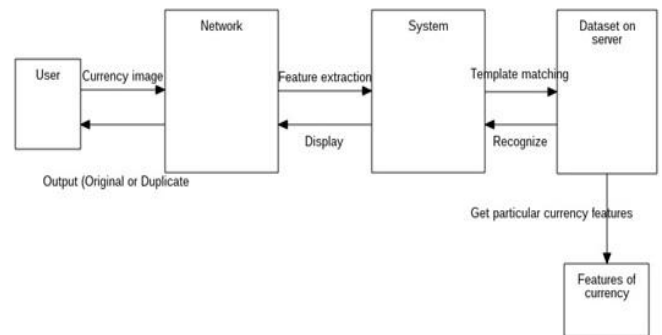 Network
System
Dataset on
server
User
Currency image
Feature extraction
Template matching
Display
Recognize
Output (Original or Duplicate
Get particular currency features
Features of
currency